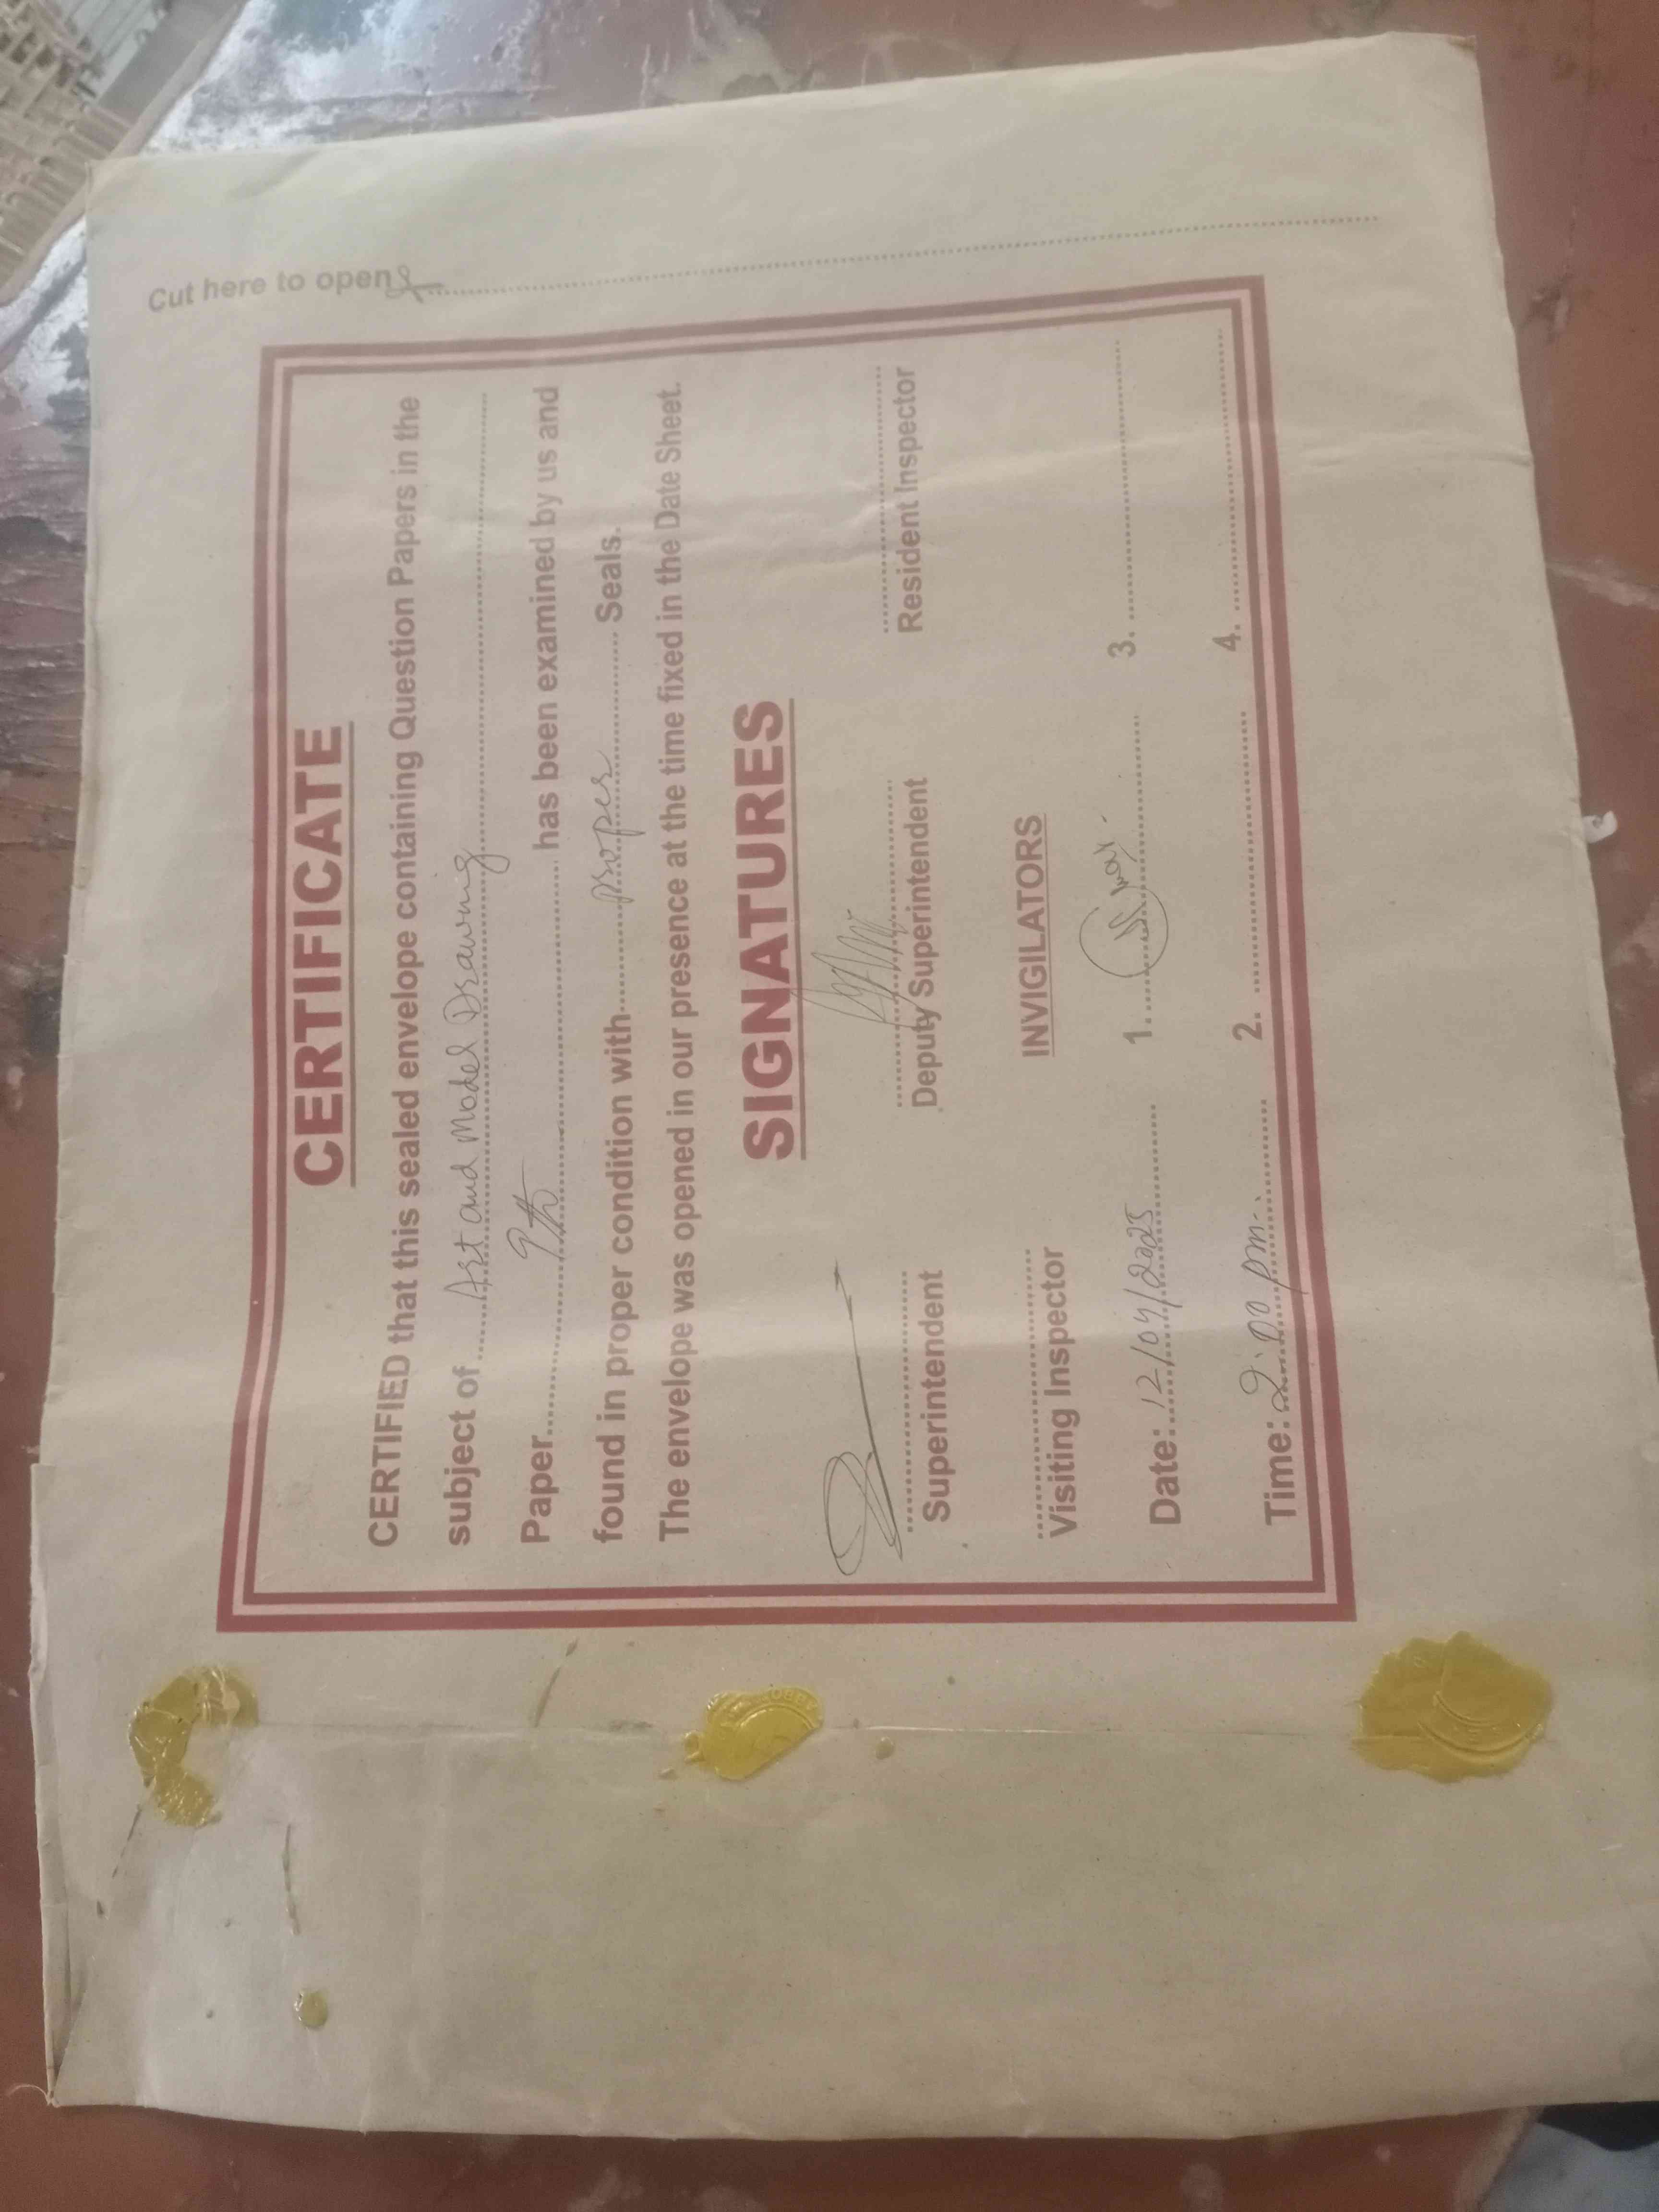 Cut here to open
CERTIFICATE
CERTIFIED that this sealed envelope containing Question Papers in the
subject of Art and Model Drawing
Paper 9th has been examined by us and
found in proper condition with proper Seals.
The envelope was opened in our presence at the time fixed in the Date Sheet.
SIGNATURES
Superintendent Deputy Superintendent Resident Inspector
Visiting Inspector INVIGILATORS
Date: 12/04/2025 1. 3.
Time: 2:00 pm. 2. 4.